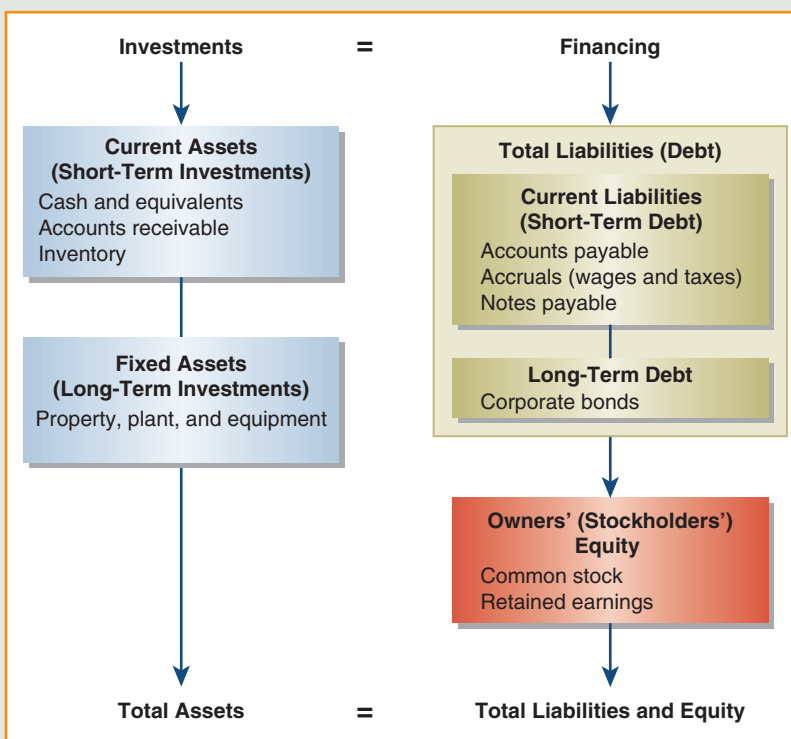 Investments = Financing
Current Assets
(Short-Term Investments)
Cash and equivalents
Accounts receivable
Inventory
Fixed Assets
(Long-Term Investments)
Property, plant, and equipment
Total Liabilities (Debt)
Current Liabilities
(Short-Term Debt)
Accounts payable
Accruals (wages and taxes)
Notes payable
Long-Term Debt
Corporate bonds
Owners’ (Stockholders’)
Equity
Common stock
Retained earnings
Total Assets = Total Liabilities and Equity